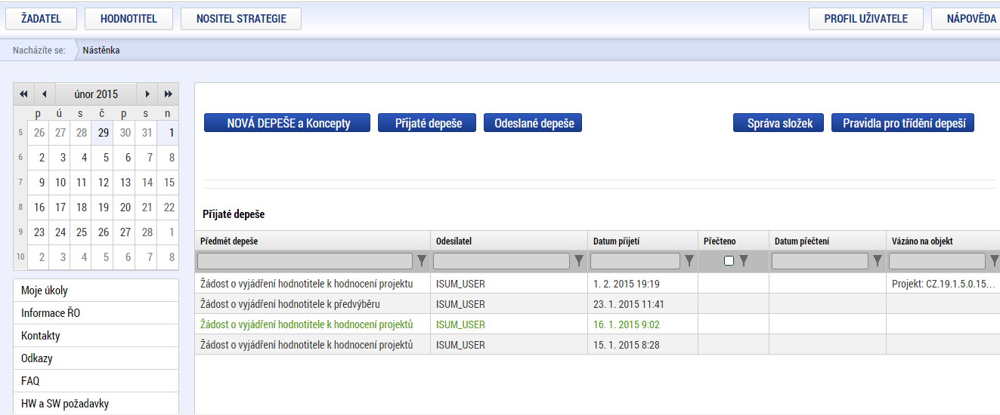 ŽADATEL HODNOTITEL NOSITEL STRATEGIE PROFIL UŽIVATELE NÁPOVĚDA
Nacházíte se: Nástěnka
únor 2015
p ú s č p s n
5 26 27 28 29 30 31 1
6 2 3 4 5 6 7 8
7 9 10 11 12 13 14 15
8 16 17 18 19 20 21 22
9 23 24 25 26 27 28 1
10 2 3 4 5 6 7 8
Moje úkoly
Informace ŘO
Kontakty
Odkazy
FAQ
HW a SW požadavky
NOVÁ DEPEŠE a Koncepty Přijaté depeše Odeslané depeše Správa složek Pravidla pro třídění depeší
Přijaté depeše
Předmět depeše Odesílatel Datum přijetí Přečteno Datum přečtení Vázáno na objekt
Žádost o vyjádření hodnotitele k hodnocení projektu ISUM_USER 1. 2. 2015 19:19 Projekt: CZ.19.1.5.0.15...
Žádost o vyjádření hodnotitele k předvýběru ISUM_USER 23. 1. 2015 11:41
Žádost o vyjádření hodnotitele k hodnocení projektů ISUM_USER 16. 1. 2015 9:02
Žádost o vyjádření hodnotitele k hodnocení projektů ISUM_USER 15. 1. 2015 8:28